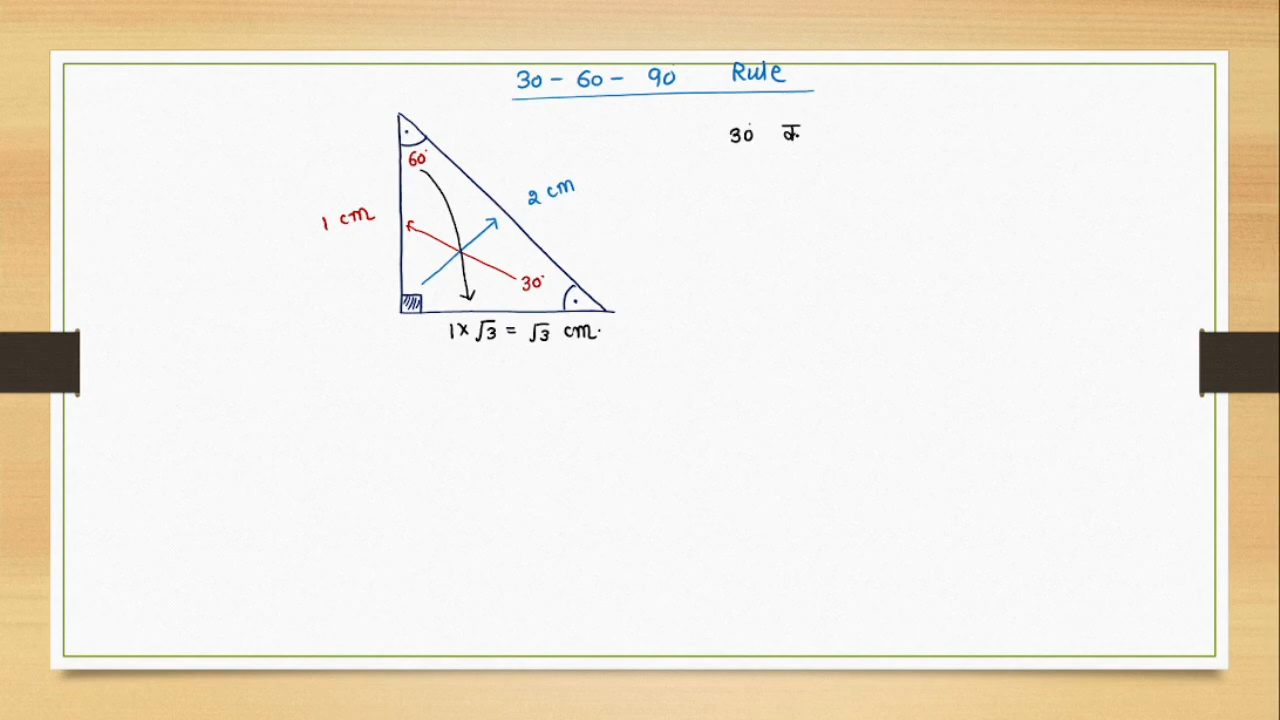 30 - 60 - 90° Rule
30° क
60°
2 cm
1 cm
30°
1 × √3 = √3 cm.